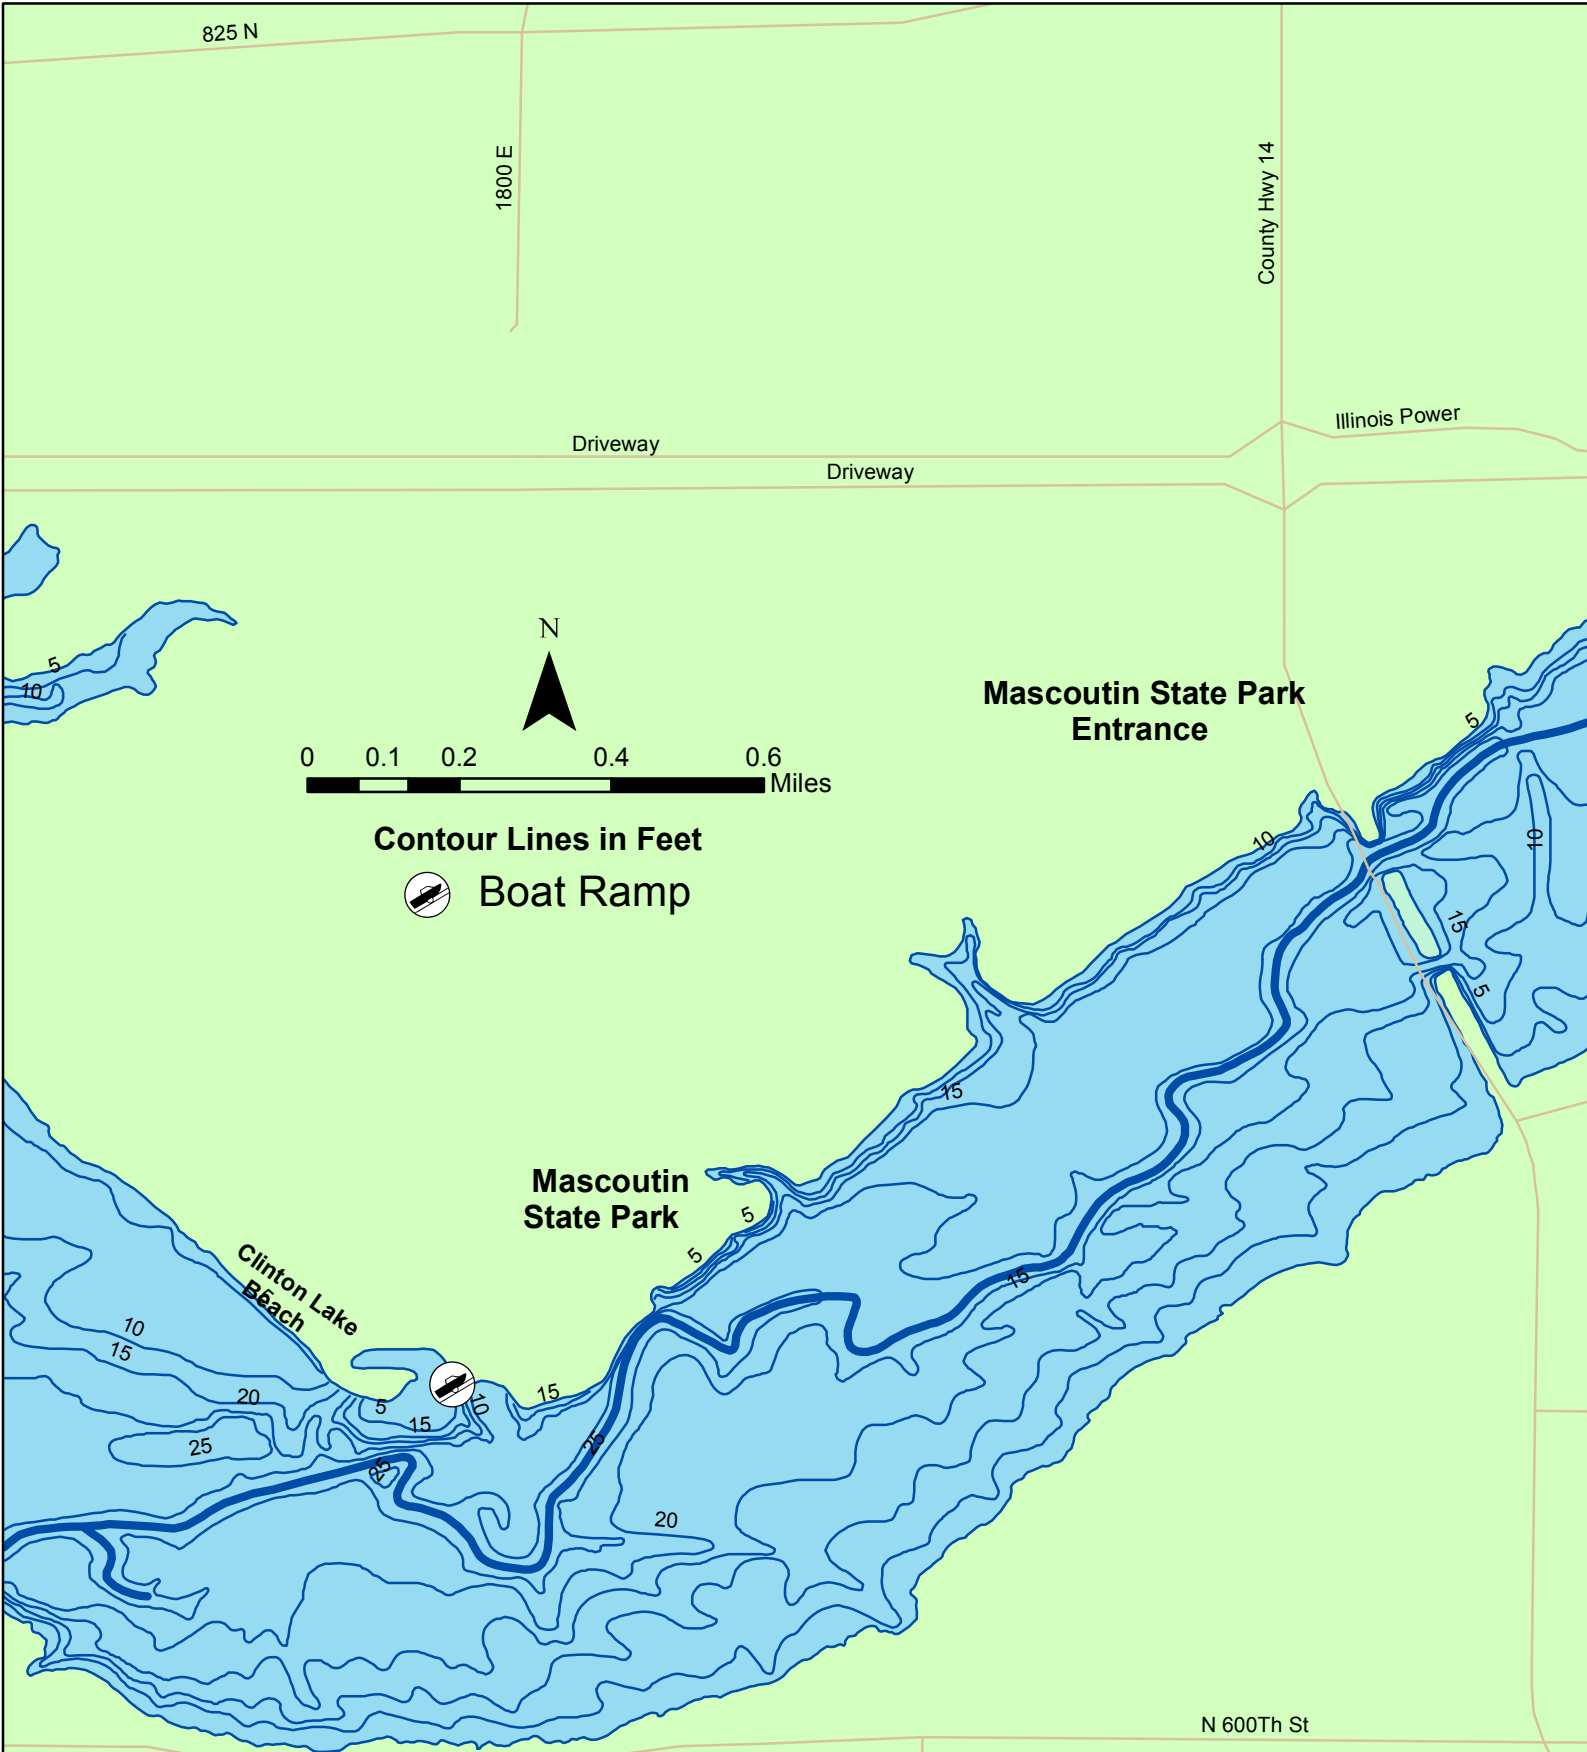 825 N
1800 E
County Hwy 14
Illinois Power
Driveway
Driveway
5
10
N
0 0.1 0.2 0.4 0.6
Miles
Contour Lines in Feet
Boat Ramp
Mascoutin State Park
Entrance
5
10
10
15
5
15
Mascoutin
State Park
5
5
15
Clinton Lake
Beach
5
10
15
20
25
5
15
10
15
25
25
20
N 600Th St